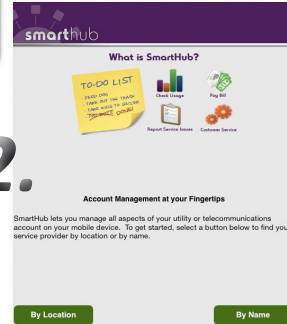 smarthub
What is SmartHub?
TO-DO LIST
- FEED DOG
- TAKE OUT THE TRASH
- TAKE KIDS TO SOCCER
Check Usage
Pay Bill
Report Service Issues
Customer Service
2.
Account Management at your Fingertips
SmartHub lets you manage all aspects of your utility or telecommunications
account on your mobile device. To get started, select a button below to find you
service provider by location or by name.
By Location
By Name